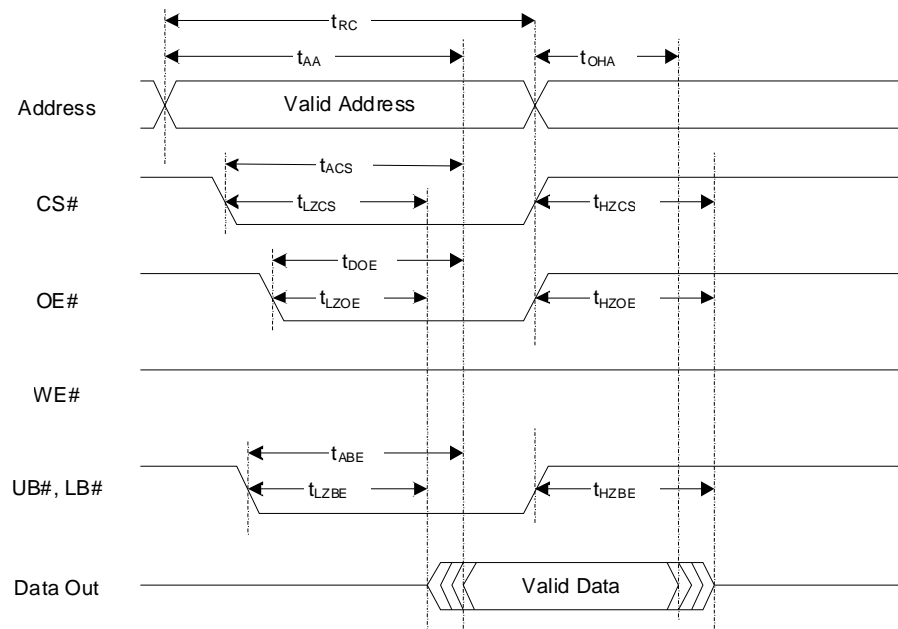 tRC
tAA
tOHA
Address
Valid Address
tACS
CS#
tLZCS
tHZCS
tDOE
OE#
tLZOE
tHZOE
WE#
tABE
UB#, LB#
tLZBE
tHZBE
Data Out
Valid Data